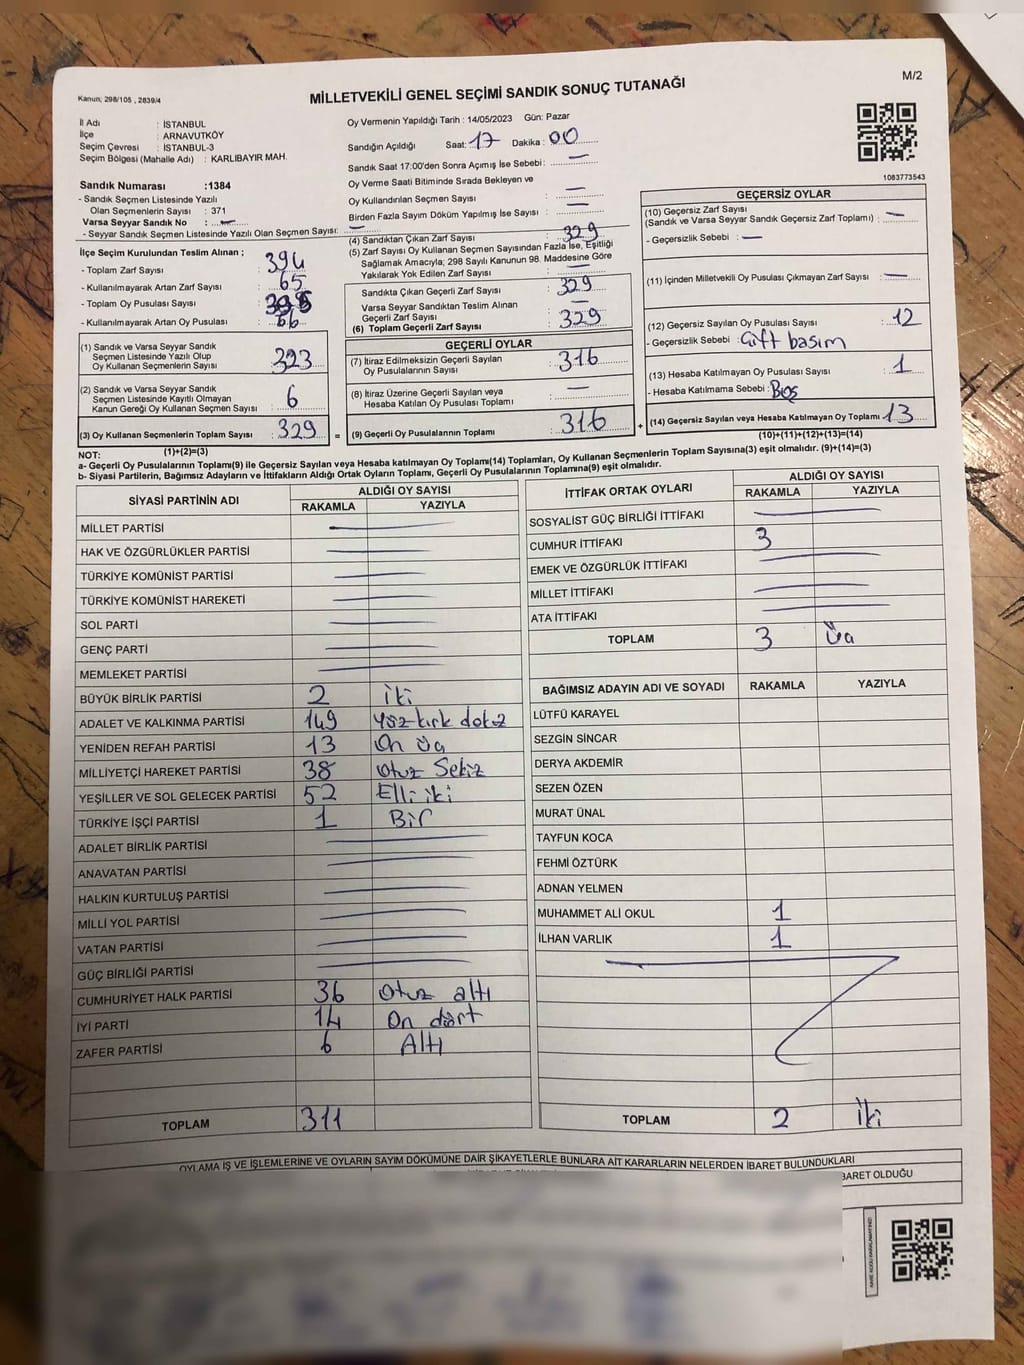 M/2
Kanun; 298/105 , 2839/4
MİLLETVEKİLİ GENEL SEÇİMİ SANDIK SONUÇ TUTANAĞI
İl Adı : İSTANBUL
İlçe : ARNAVUTKÖY
Seçim Çevresi : İSTANBUL-3
Seçim Bölgesi (Mahalle Adı) : KARLIBAYIR MAH.
Sandık Numarası :1384
- Sandık Seçmen Listesinde Yazılı
Olan Seçmenlerin Sayısı : 371
Varsa Seyyar Sandık No : —
- Seyyar Sandık Seçmen Listesinde Yazılı Olan Seçmen Sayısı: —
İlçe Seçim Kurulundan Teslim Alınan ;
- Toplam Zarf Sayısı : 394
- Kullanılmayarak Artan Zarf Sayısı : 65
- Toplam Oy Pusulası Sayısı :
- Kullanılmayarak Artan Oy Pusulası : 66
(1) Sandık ve Varsa Seyyar Sandık
Seçmen Listesinde Yazılı Olup
Oy Kullanan Seçmenlerin Sayısı : 323
(2) Sandık ve Varsa Seyyar Sandık
Seçmen Listesinde Kayıtlı Olmayan
Kanun Gereği Oy Kullanan Seçmen Sayısı : 6
(3) Oy Kullanan Seçmenlerin Toplam Sayısı : 329
(1)+(2)=(3)
Oy Vermenin Yapıldığı Tarih : 14/05/2023 Gün: Pazar
Sandığın Açıldığı Saat: 17 Dakika: 00
Sandık Saat 17:00'den Sonra Açılmış İse Sebebi: —
Oy Verme Saati Bitiminde Sırada Bekleyen ve
Oy Kullandırılan Seçmen Sayısı: —
Birden Fazla Sayım Döküm Yapılmış İse Sayısı: —
(4) Sandıktan Çıkan Zarf Sayısı : 329
(5) Zarf Sayısı Oy Kullanan Seçmen Sayısından Fazla İse, Eşitliği
Sağlamak Amacıyla; 298 Sayılı Kanunun 98. Maddesine Göre
Yakılarak Yok Edilen Zarf Sayısı : —
Sandıkta Çıkan Geçerli Zarf Sayısı : 329
Varsa Seyyar Sandıktan Teslim Alınan
Geçerli Zarf Sayısı : —
(6) Toplam Geçerli Zarf Sayısı : 329
GEÇERLİ OYLAR
(7) İtiraz Edilmeksizin Geçerli Sayılan
Oy Pusulalarının Sayısı : 316
(8) İtiraz Üzerine Geçerli Sayılan veya
Hesaba Katılan Oy Pusulası Toplamı : —
= (9) Geçerli Oy Pusulalarının Toplamı : 316
1083773543
GEÇERSİZ OYLAR
(10) Geçersiz Zarf Sayısı
(Sandık ve Varsa Seyyar Sandık Geçersiz Zarf Toplamı) : —
- Geçersizlik Sebebi : —
(11) İçinden Milletvekili Oy Pusulası Çıkmayan Zarf Sayısı : —
(12) Geçersiz Sayılan Oy Pusulası Sayısı : 12
- Geçersizlik Sebebi : Çift basım
(13) Hesaba Katılmayan Oy Pusulası Sayısı : 1
- Hesaba Katılmama Sebebi : Boş
+ (14) Geçersiz Sayılan veya Hesaba Katılmayan Oy Toplamı : 13
(10)+(11)+(12)+(13)=(14)
NOT:
a- Geçerli Oy Pusulalarının Toplamı(9) ile Geçersiz Sayılan veya Hesaba katılmayan Oy Toplamı(14) Toplamları, Oy Kullanan Seçmenlerin Toplam Sayısına(3) eşit olmalıdır. (9)+(14)=(3)
b- Siyasi Partilerin, Bağımsız Adayların ve İttifakların Aldığı Ortak Oyların Toplamı, Geçerli Oy Pusulalarının Toplamına(9) eşit olmalıdır.
SİYASİ PARTİNİN ADI ALDIĞI OY SAYISI
RAKAMLA YAZIYLA
MİLLET PARTİSİ —
HAK VE ÖZGÜRLÜKLER PARTİSİ —
TÜRKİYE KOMÜNİST PARTİSİ —
TÜRKİYE KOMÜNİST HAREKETİ —
SOL PARTİ —
GENÇ PARTİ —
MEMLEKET PARTİSİ —
BÜYÜK BİRLİK PARTİSİ 2 iki
ADALET VE KALKINMA PARTİSİ 149 yüz kırk dokuz
YENİDEN REFAH PARTİSİ 13 On üç
MİLLİYETÇİ HAREKET PARTİSİ 38 Otuz Sekiz
YEŞİLLER VE SOL GELECEK PARTİSİ 52 Elli iki
TÜRKİYE İŞÇİ PARTİSİ 1 Bir
ADALET BİRLİK PARTİSİ —
ANAVATAN PARTİSİ —
HALKIN KURTULUŞ PARTİSİ —
MİLLİ YOL PARTİSİ —
VATAN PARTİSİ —
GÜÇ BİRLİĞİ PARTİSİ —
CUMHURİYET HALK PARTİSİ 36 Otuz altı
İYİ PARTİ 14 On dört
ZAFER PARTİSİ 6 Altı
TOPLAM 311
İTTİFAK ORTAK OYLARI ALDIĞI OY SAYISI
RAKAMLA YAZIYLA
SOSYALİST GÜÇ BİRLİĞİ İTTİFAKI —
CUMHUR İTTİFAKI 3
EMEK VE ÖZGÜRLÜK İTTİFAKI —
MİLLET İTTİFAKI —
ATA İTTİFAKI —
TOPLAM 3 üç
BAĞIMSIZ ADAYIN ADI VE SOYADI RAKAMLA YAZIYLA
LÜTFÜ KARAYEL
SEZGİN SİNCAR
DERYA AKDEMİR
SEZEN ÖZEN
MURAT ÜNAL
TAYFUN KOCA
FEHMİ ÖZTÜRK
ADNAN YELMEN
MUHAMMET ALİ OKUL 1
İLHAN VARLIK 1
TOPLAM 2 İki
OYLAMA İŞ VE İŞLEMLERİNE VE OYLARIN SAYIM DÖKÜMÜNE DAİR ŞİKAYETLERLE BUNLARA AİT KARARLARIN NELERDEN İBARET BULUNDUKLARI
BARET OLDUĞU